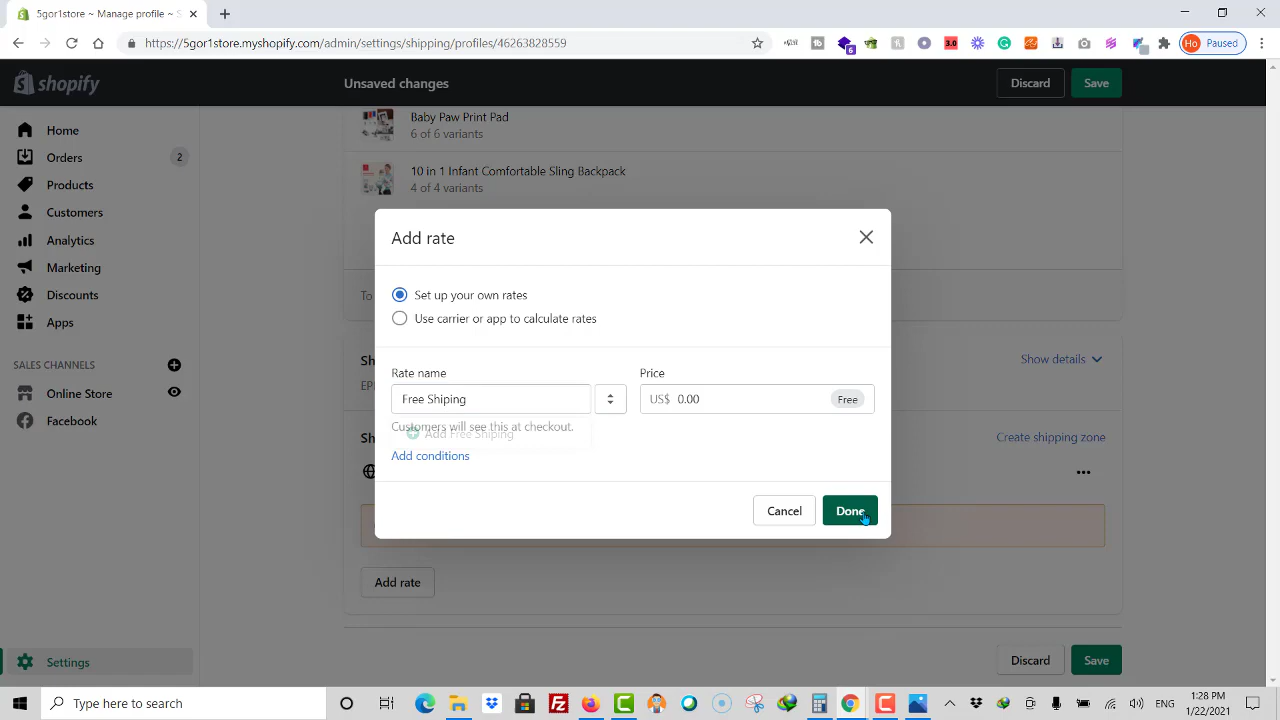 5gor1store ~ Manage profile ~ S
https://5gor1store.myshopify.com/admin/settings/shipping/profiles/46263828559
Paused
shopify
Unsaved changes
Discard
Save
Home
Orders
2
Products
Customers
Analytics
Marketing
Discounts
Apps
SALES CHANNELS
Online Store
Facebook
Settings
Baby Paw Print Pad
6 of 6 variants
10 in 1 Infant Comfortable Sling Backpack
4 of 4 variants
Show details
Create shipping zone
Add rate
Set up your own rates
Use carrier or app to calculate rates
Rate name
Price
Free Shiping
US$ 0.00
Free
Customers will see this at checkout.
Add Free Shiping
Add conditions
Cancel
Done
Add rate
Discard
Save
Type here to search
ENG
1:28 PM
1/22/2021